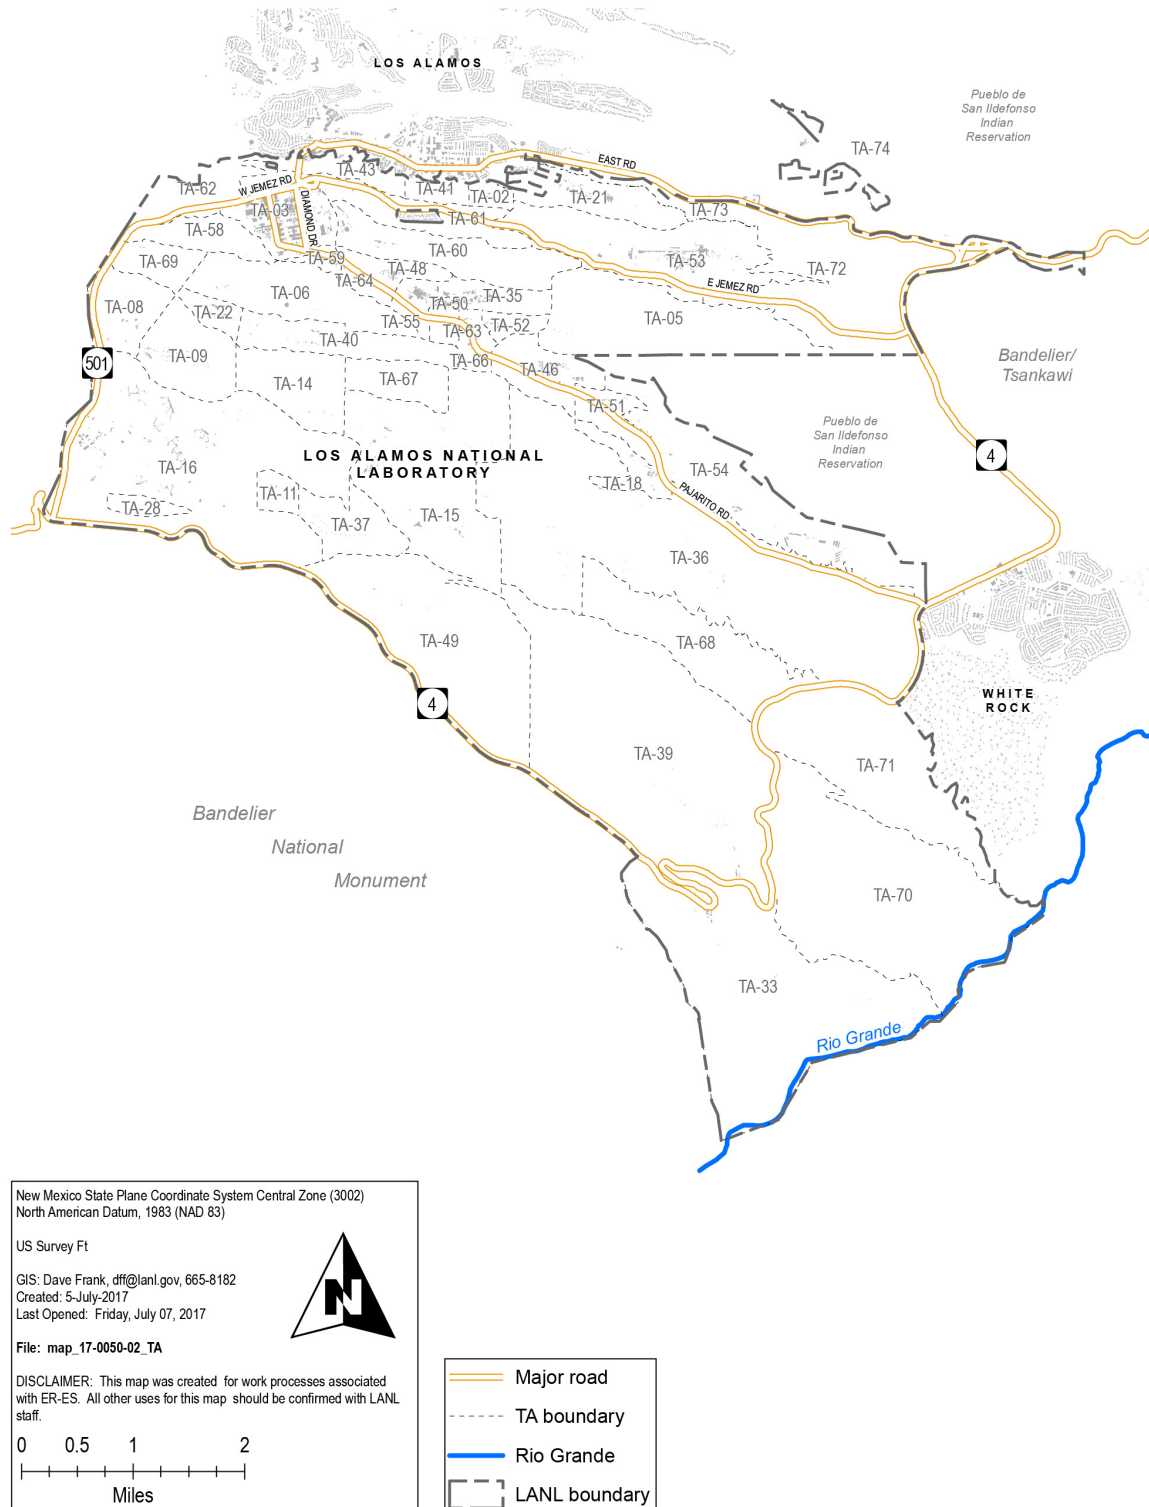 LOS ALAMOS
Pueblo de
San Ildefonso
Indian
Reservation
EAST RD
TA-74
TA-43
TA-62
W JEMEZ RD
TA-41
TA-02
TA-21
TA-03
DIAMOND DR
TA-61
TA-73
TA-58
TA-60
TA-59
TA-69
TA-53
TA-72
TA-48
TA-64
E JEMEZ RD
TA-08
TA-06
TA-50
TA-35
TA-22
TA-55
TA-52
TA-05
TA-63
TA-40
TA-09
TA-66
TA-46
501
Bandelier/
Tsankawi
TA-14
TA-67
TA-51
Pueblo de
San Ildefonso
Indian
Reservation
LOS ALAMOS NATIONAL
LABORATORY
4
TA-16
TA-54
TA-18
TA-11
PAJARITO RD
TA-28
TA-37
TA-15
TA-36
TA-49
TA-68
WHITE
ROCK
4
TA-39
TA-71
Bandelier
National
Monument
TA-70
TA-33
Rio Grande
New Mexico State Plane Coordinate System Central Zone (3002)
North American Datum, 1983 (NAD 83)
US Survey Ft
GIS: Dave Frank, dff@lanl.gov, 665-8182
Created: 5-July-2017
Last Opened: Friday, July 07, 2017
N
File: map_17-0050-02_TA
DISCLAIMER: This map was created for work processes associated
with ER-ES. All other uses for this map should be confirmed with LANL
staff.
0 0.5 1 2
Miles
Major road
TA boundary
Rio Grande
LANL boundary